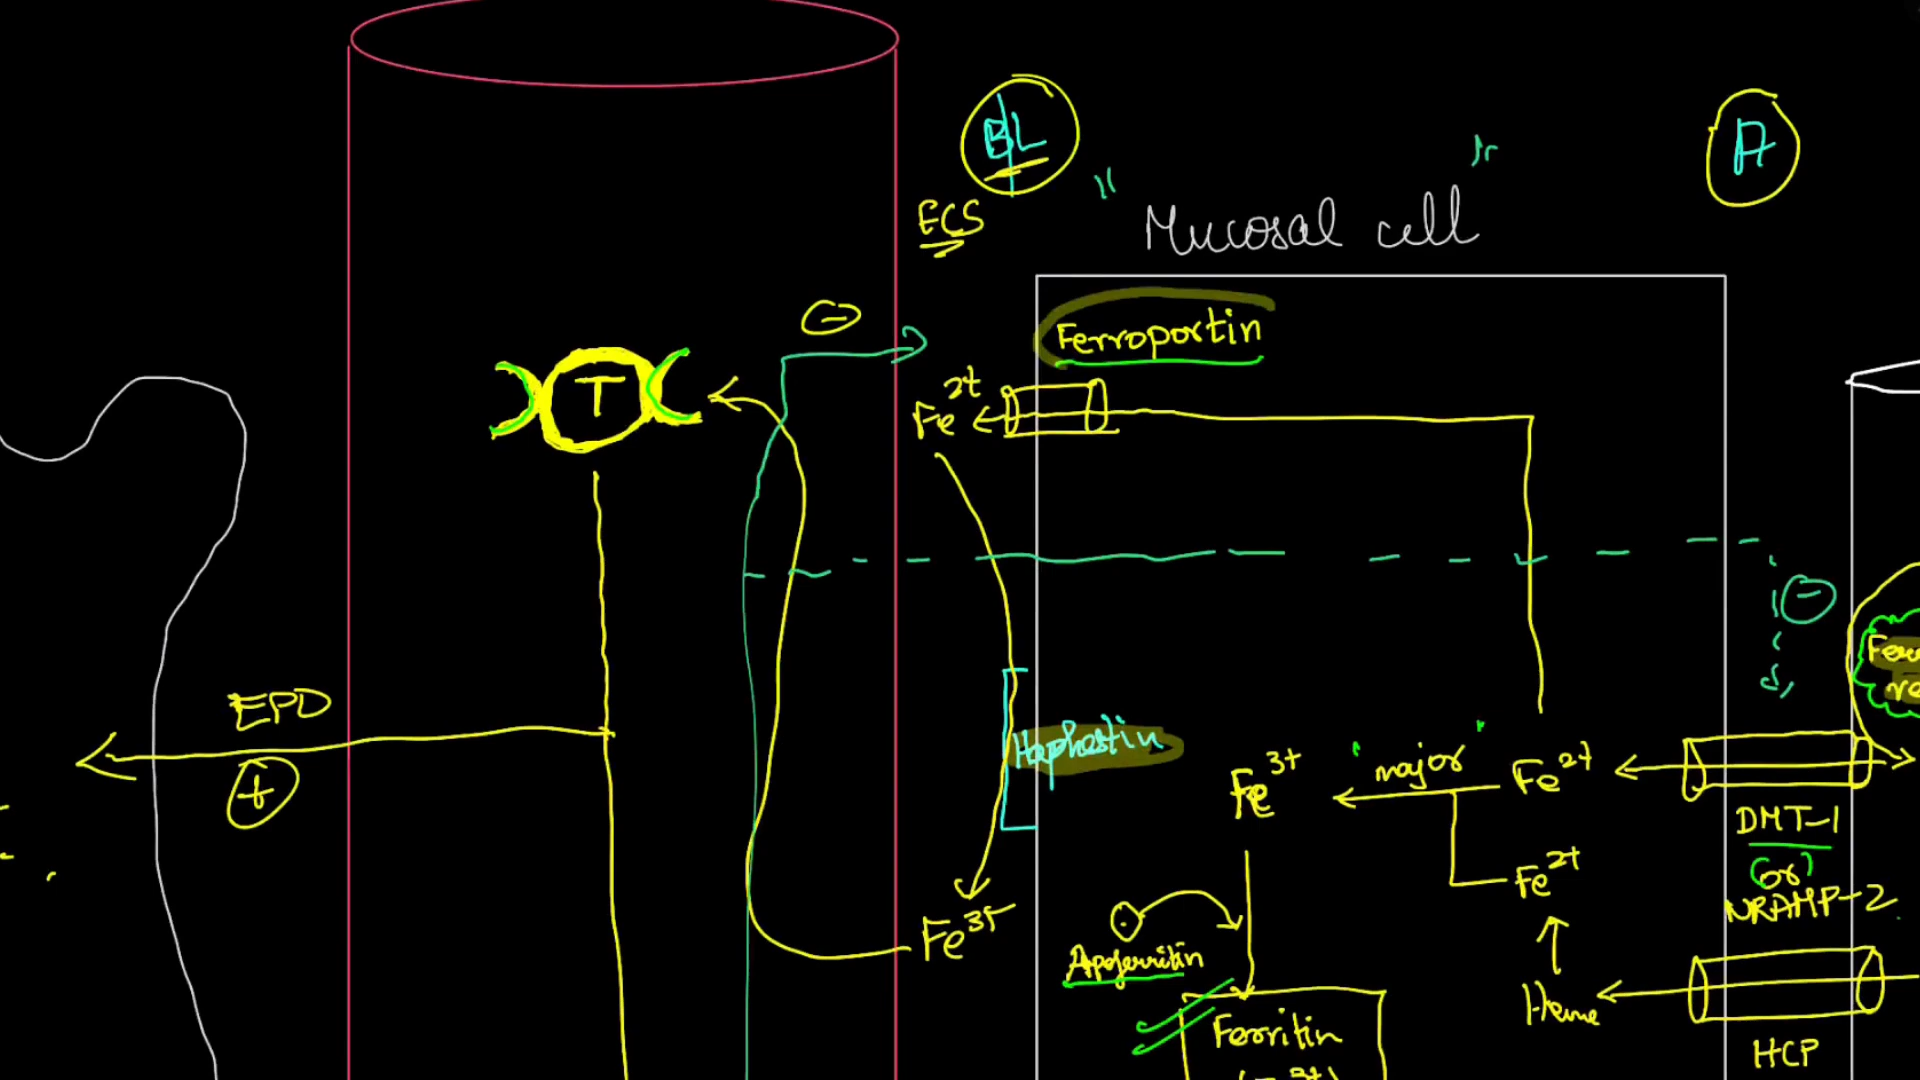 BL
A
ECS
" Mucosal cell "
Ferroportin
T
Fe2+
EPO
+
Hephestin
Fe3+
'major'
Fe2+
DMT-1
(or)
NRAMP-2
Fe2+
Fe3+
Apoferritin
Heme
Ferritin
HCP